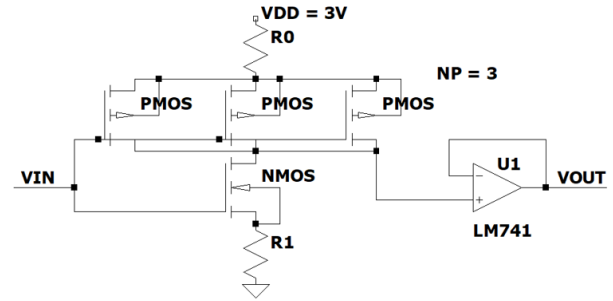 VDD = 3V
R0
NP = 3
PMOS PMOS PMOS
U1
VIN NMOS VOUT
LM741
R1